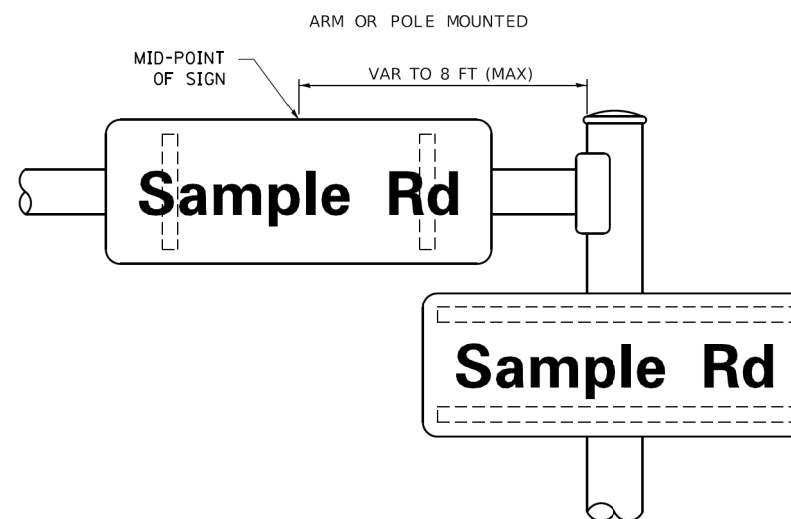 ARM OR POLE MOUNTED
MID-POINT
OF SIGN
VAR TO 8 FT (MAX)
Sample Rd
Sample Rd